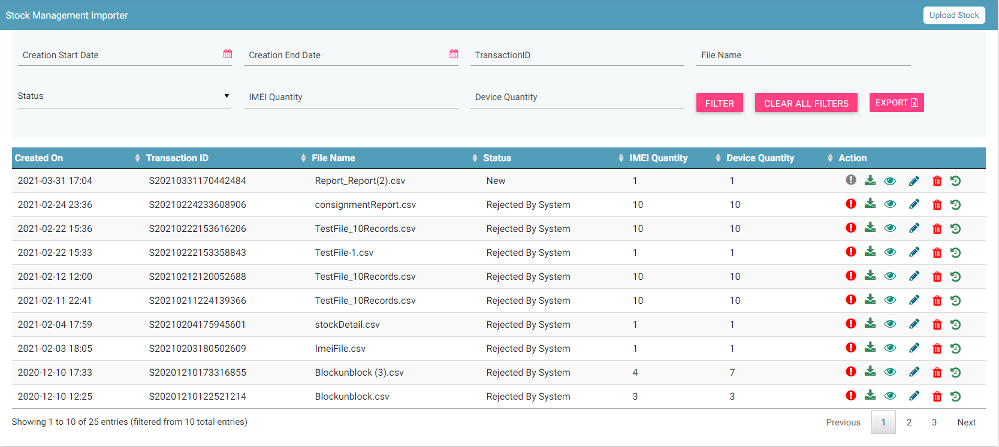 Stock Management Importer Upload Stock
Creation Start Date Creation End Date TransactionID File Name
Status IMEI Quantity Device Quantity FILTER CLEAR ALL FILTERS EXPORT
Created On Transaction ID File Name Status IMEI Quantity Device Quantity Action
2021-03-31 17:04 S20210331170442484 Report_Report(2).csv New 1 1
2021-02-24 23:36 S20210224233608906 consignmentReport.csv Rejected By System 10 10
2021-02-22 15:36 S20210222153616206 TestFile_10Records.csv Rejected By System 10 10
2021-02-22 15:33 S20210222153358843 TestFile-1.csv Rejected By System 1 1
2021-02-12 12:00 S20210212120052688 TestFile_10Records.csv Rejected By System 10 10
2021-02-11 22:41 S20210211224139366 TestFile_10Records.csv Rejected By System 10 10
2021-02-04 17:59 S20210204175945601 stockDetail.csv Rejected By System 1 1
2021-02-03 18:05 S20210203180502609 ImeiFile.csv Rejected By System 1 1
2020-12-10 17:33 S20201210173316855 Blockunblock (3).csv Rejected By System 4 7
2020-12-10 12:25 S20201210122521214 Blockunblock.csv Rejected By System 3 3
Showing 1 to 10 of 25 entries (filtered from 10 total entries) Previous 1 2 3 Next